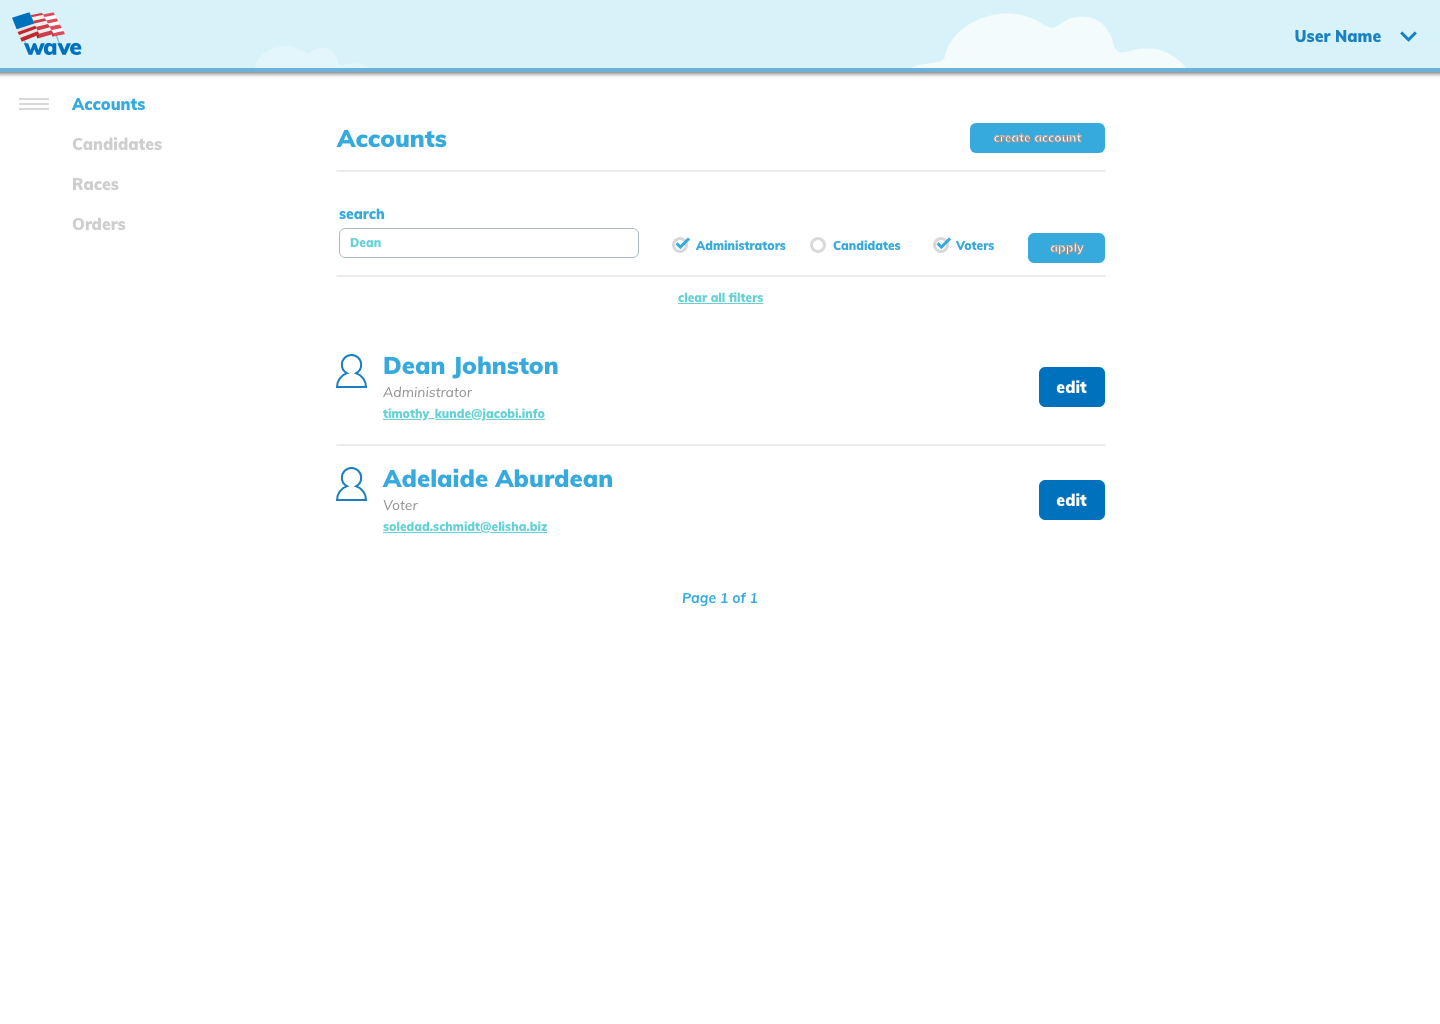 wave
User Name
Accounts
Candidates
Races
Orders
Accounts
create account
search
Dean
Administrators
Candidates
Voters
apply
clear all filters
Dean Johnston
Administrator
timothy_kunde@jacobi.info
edit
Adelaide Aburdean
Voter
soledad.schmidt@elisha.biz
edit
Page 1 of 1